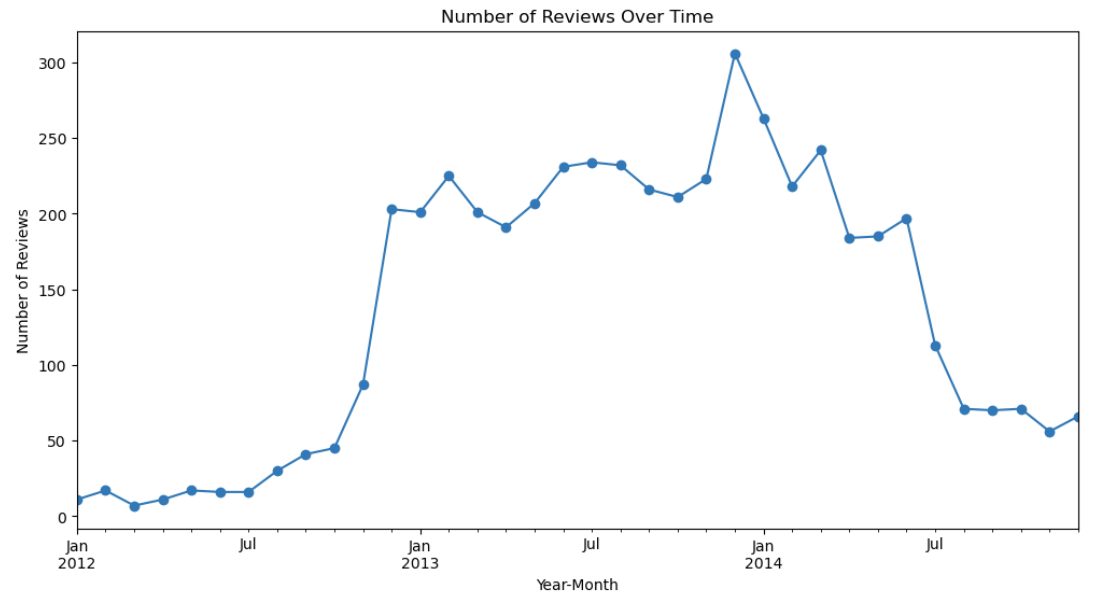 Number of Reviews Over Time
Number of Reviews
300
250
200
150
100
50
0
Jan
2012
Jul
Jan
2013
Jul
Jan
2014
Jul
Year-Month